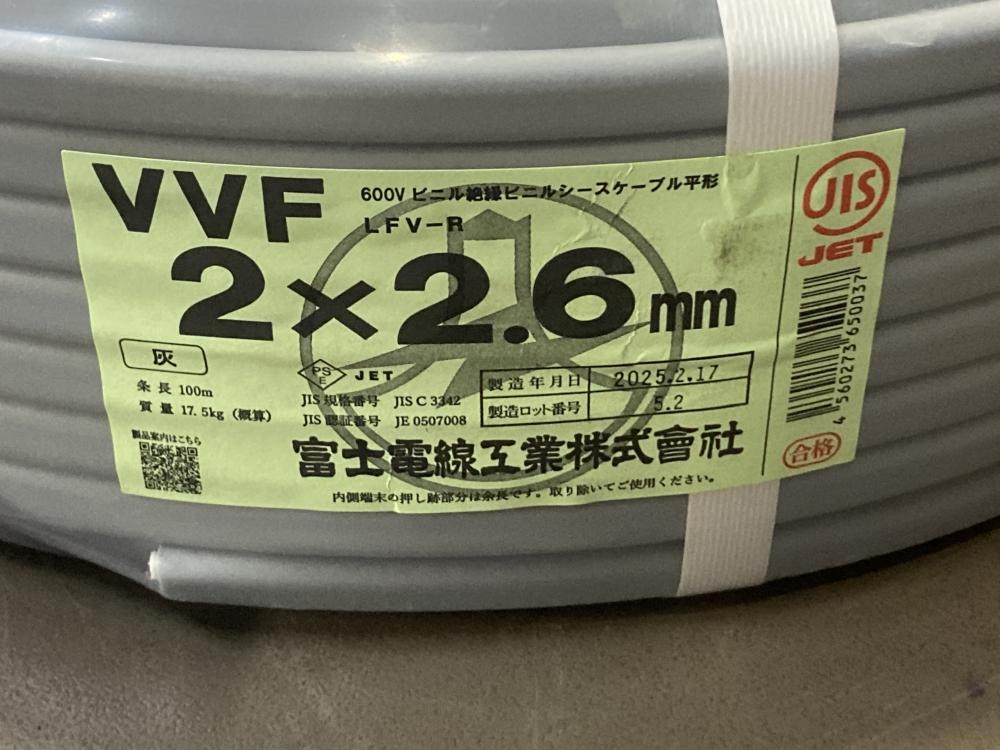 VVF
600V ビニル絶縁ビニルシースケーブル平形
LFV-R
2×2.6mm
灰
条長 100m
質量 17.5kg（概算）
製品案内はこちら
PS
E
JET
JIS 規格番号 JIS C 3342
JIS 認証番号 JE 0507008
製造年月日 2025.2.17
製造ロット番号 5.2
富士電線工業株式會社
内側端末の押し跡部分は余長です。取り除いてご使用ください。
JIS
JET
4 560273 650037
合格